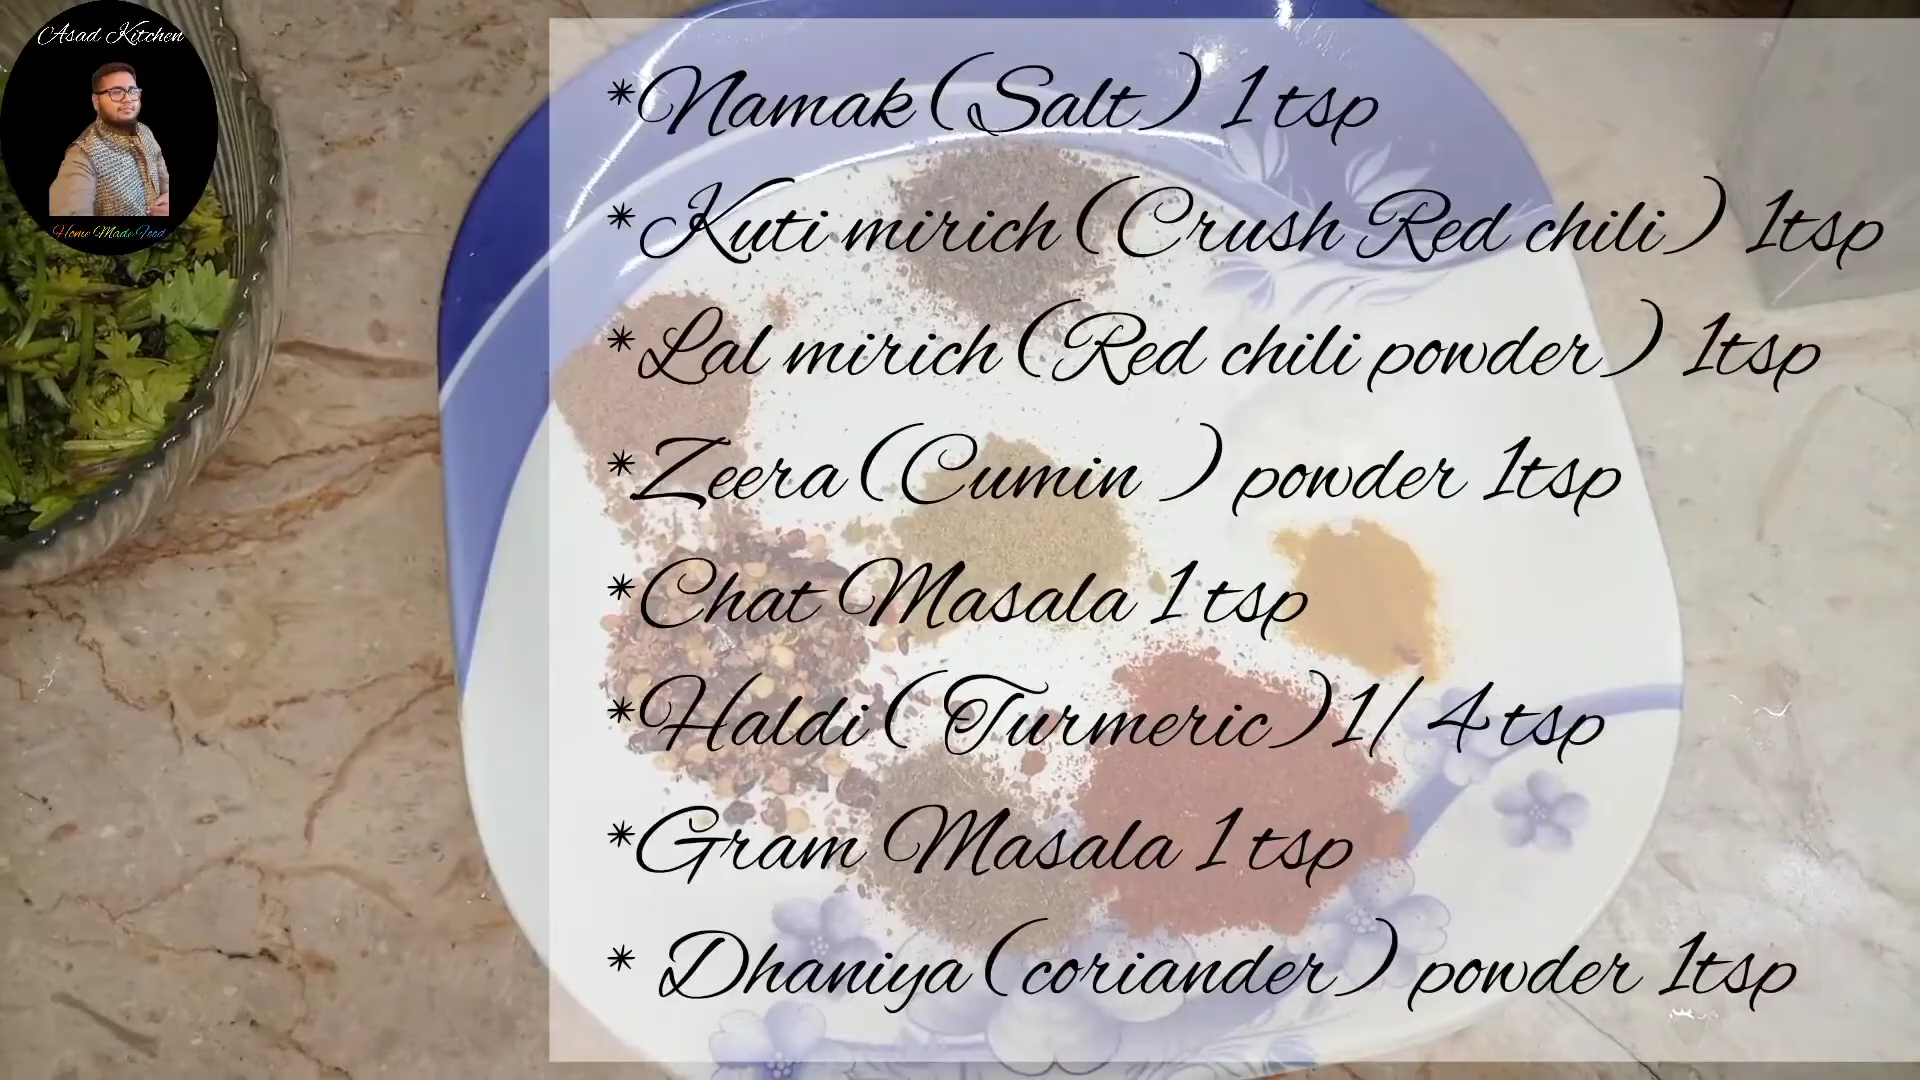 Asad Kitchen
Home Made Food
*Namak (Salt) 1 tsp
*Kuti mirich (Crush Red chili) 1tsp
*Lal mirich (Red chili powder) 1tsp
*Zeera (Cumin ) powder 1tsp
*Chat Masala 1 tsp
*Haldi ( Turmeric) 1/ 4 tsp
*Gram Masala 1 tsp
* Dhaniya (coriander) powder 1tsp